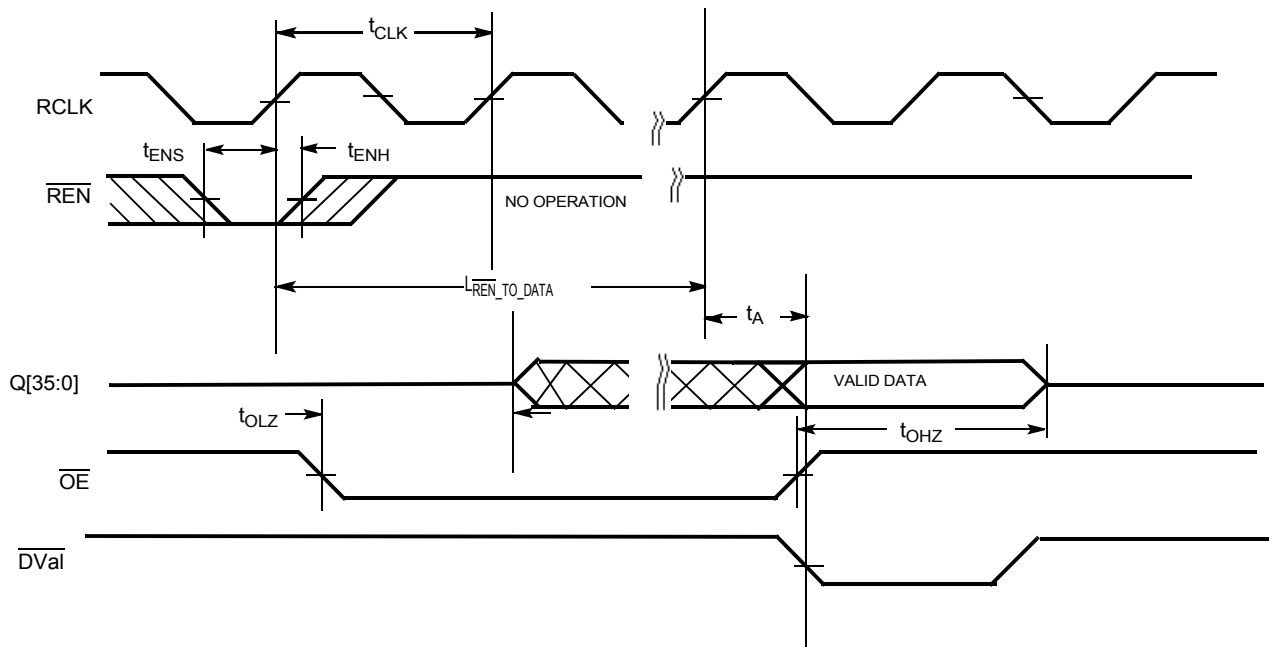 tCLK
RCLK
tENS
tENH
REN
NO OPERATION
LREN_TO_DATA
tA
Q[35:0]
VALID DATA
tOLZ
tOHZ
OE
DVal